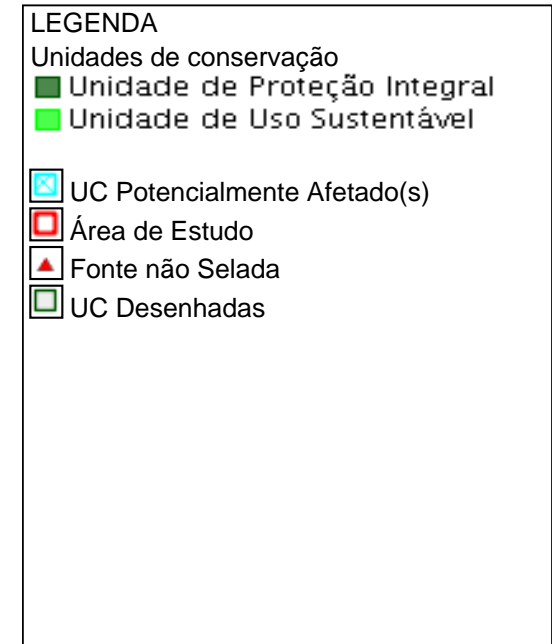 LEGENDA
Unidades de conservação
Unidade de Proteção Integral
Unidade de Uso Sustentável
UC Potencialmente Afetado(s)
Área de Estudo
Fonte não Selada
UC Desenhadas